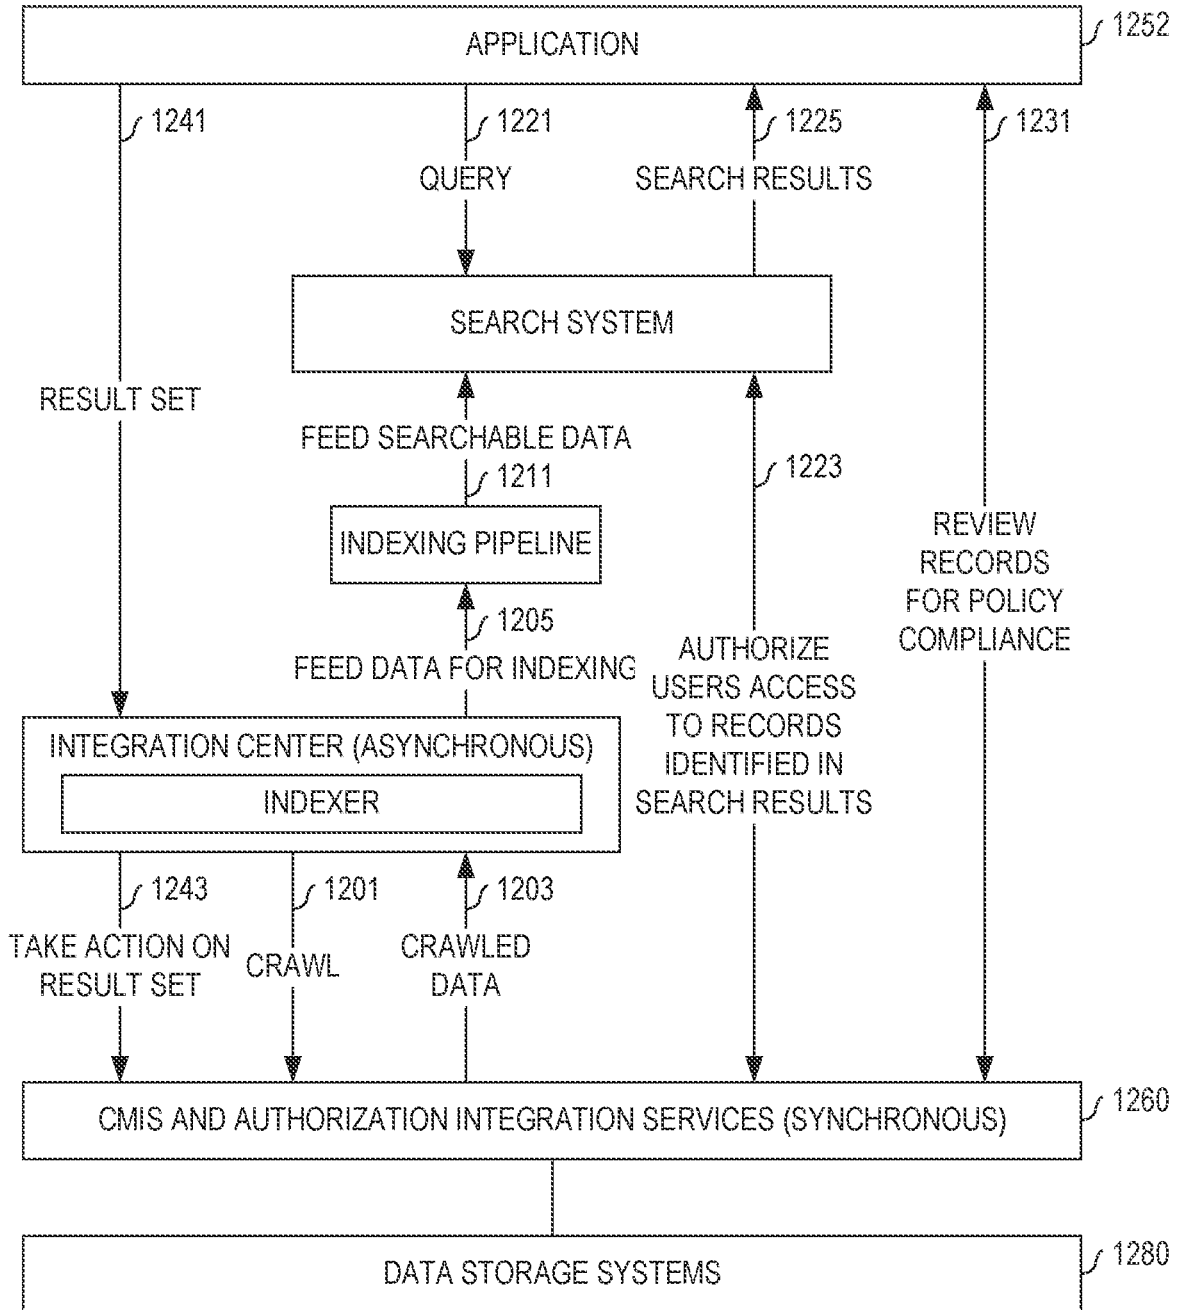 APPLICATION
1252
1241
1221
1225
1231
QUERY
SEARCH RESULTS
SEARCH SYSTEM
RESULT SET
FEED SEARCHABLE DATA
1211
1223
INDEXING PIPELINE
REVIEW
RECORDS
FOR POLICY
COMPLIANCE
1205
FEED DATA FOR INDEXING
AUTHORIZE
USERS ACCESS
TO RECORDS
IDENTIFIED IN
SEARCH RESULTS
INTEGRATION CENTER (ASYNCHRONOUS)
INDEXER
1243
1201
1203
TAKE ACTION ON
RESULT SET
CRAWL
CRAWLED
DATA
CMIS AND AUTHORIZATION INTEGRATION SERVICES (SYNCHRONOUS)
1260
DATA STORAGE SYSTEMS
1280